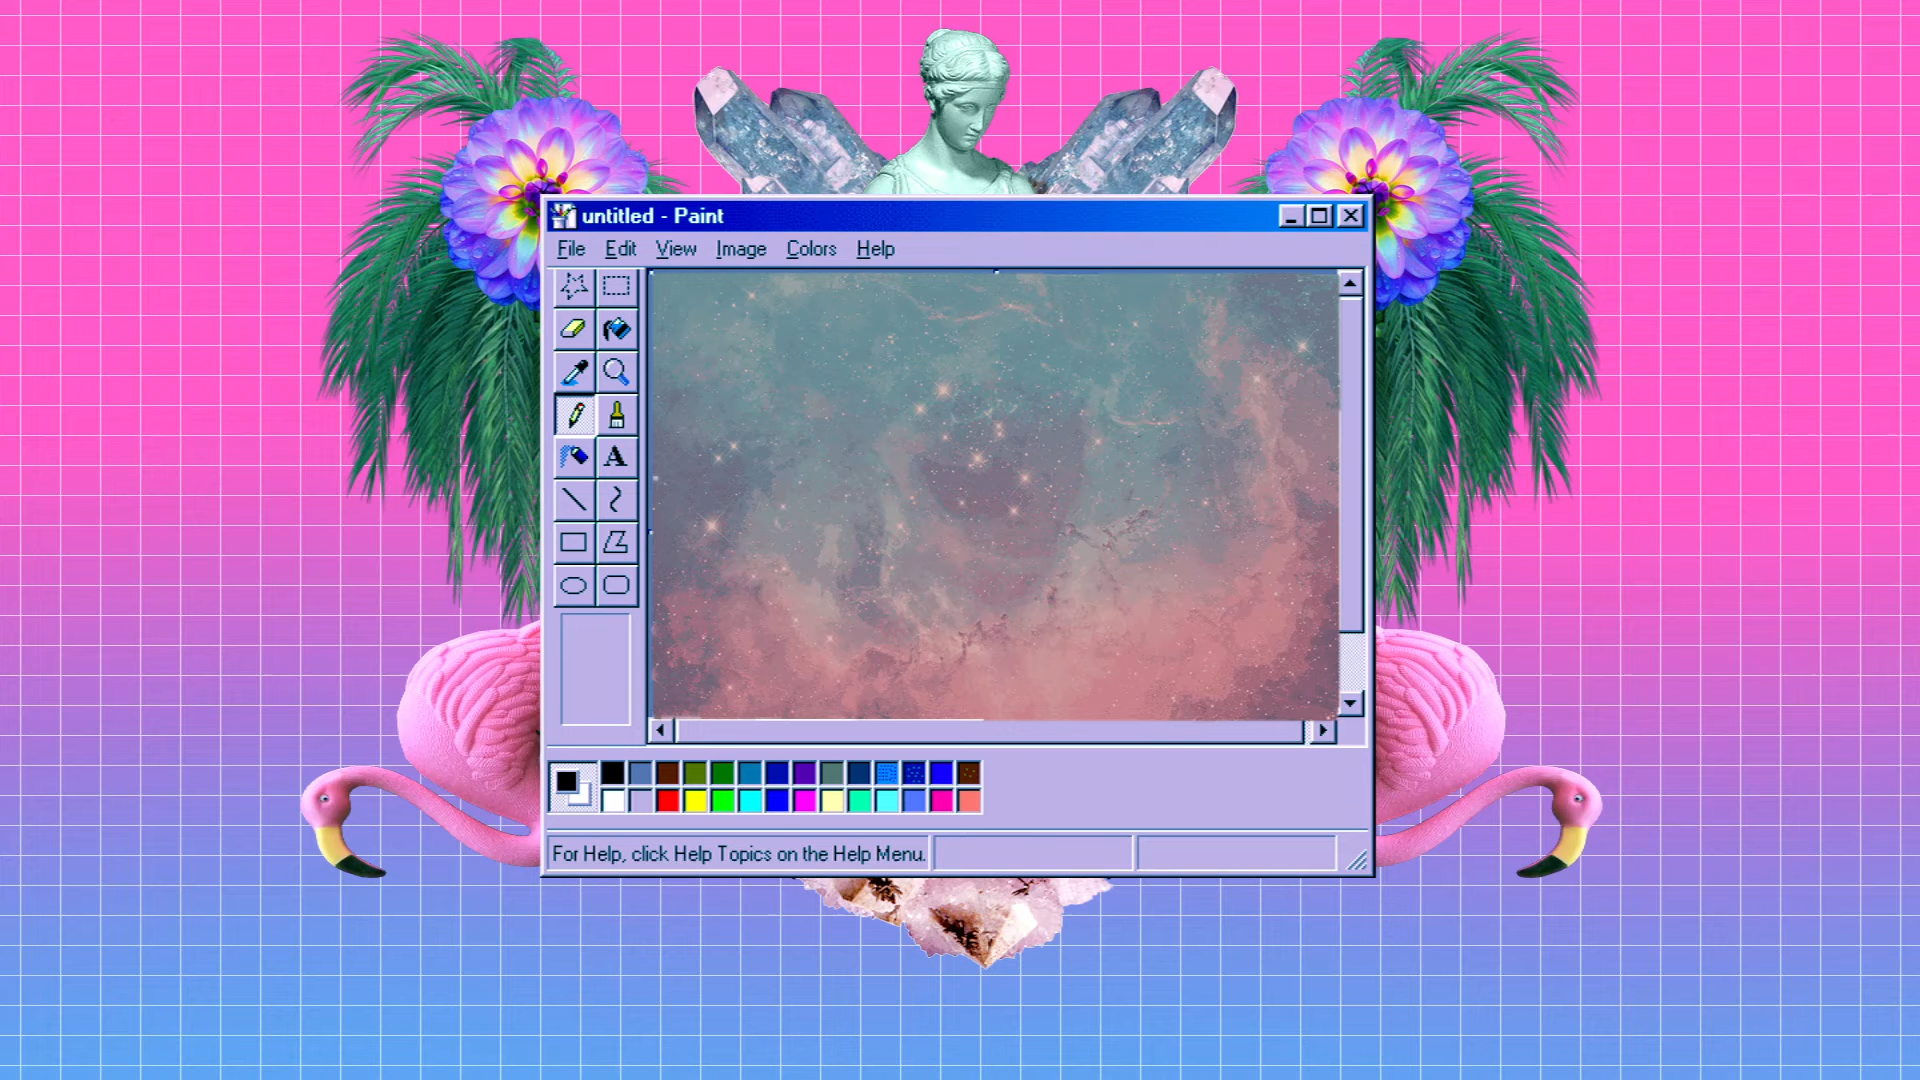 untitled - Paint
File Edit View Image Colors Help
A
For Help, click Help Topics on the Help Menu.